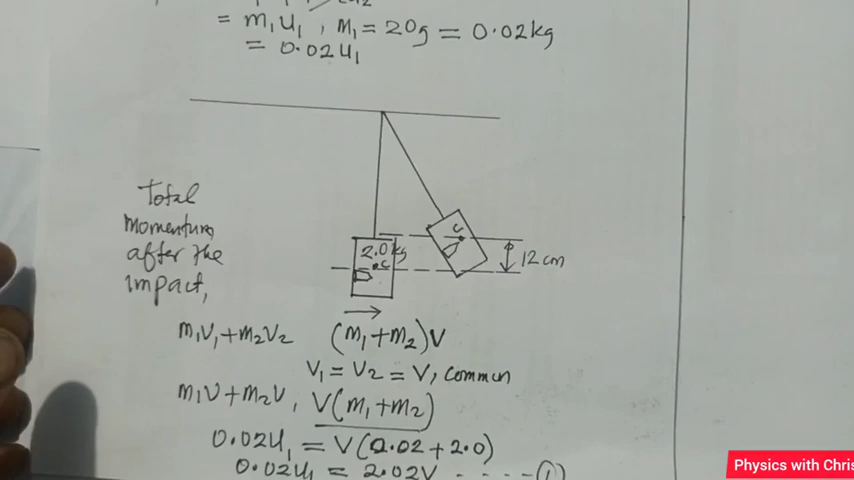 = m₁u₁, m₁ = 20g = 0.02kg
= 0.02u₁
Total
momentum
after the
impact,
2.0kg
c
c
12cm
m₁v₁+m₂v₂ (m₁+m₂)v
v₁ = v₂ = v, common
m₁v+m₂v, v(m₁+m₂)
0.02u₁ = v(0.02+2.0)
0.02u₁ = 2.02v ----- (1)
Physics with Chris